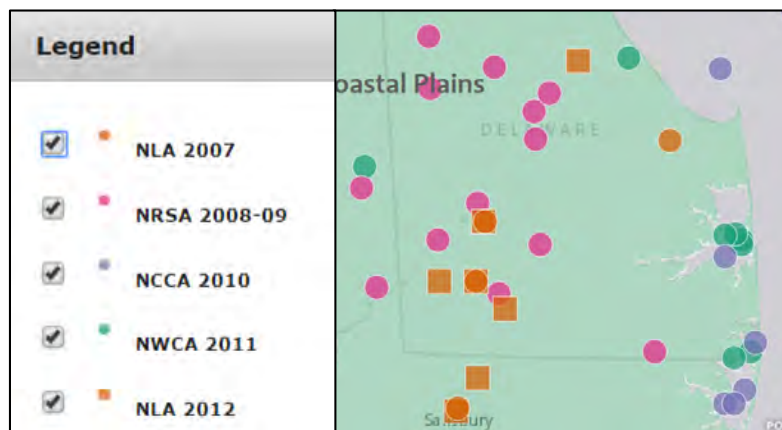 Legend
NLA 2007
NRSA 2008-09
NCCA 2010
NWCA 2011
NLA 2012
oastal Plains
DELAWARE
Salisbury